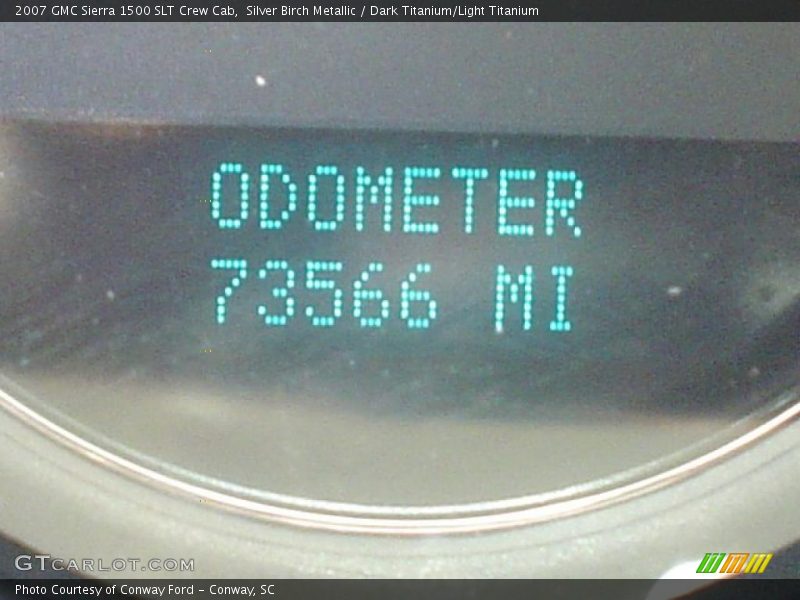 2007 GMC Sierra 1500 SLT Crew Cab,  Silver Birch Metallic / Dark Titanium/Light Titanium
ODOMETER
73566 MI
GTCARLOT.COM
Photo Courtesy of Conway Ford - Conway, SC